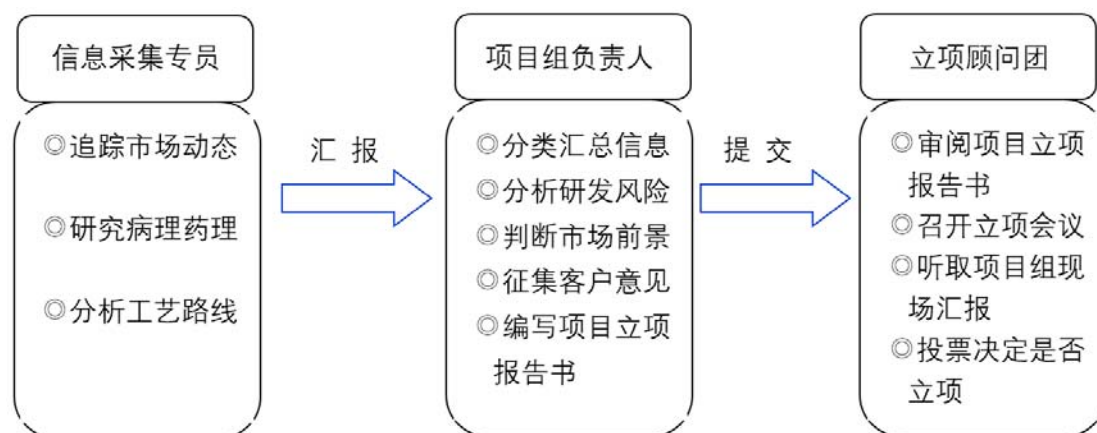 信息采集专员
◎追踪市场动态
◎研究病理药理
◎分析工艺路线
汇 报
项目组负责人
◎分类汇总信息
◎分析研发风险
◎判断市场前景
◎征集客户意见
◎编写项目立项
报告书
提 交
立项顾问团
◎审阅项目立项
报告书
◎召开立项会议
◎听取项目组现
场汇报
◎投票决定是否
立项